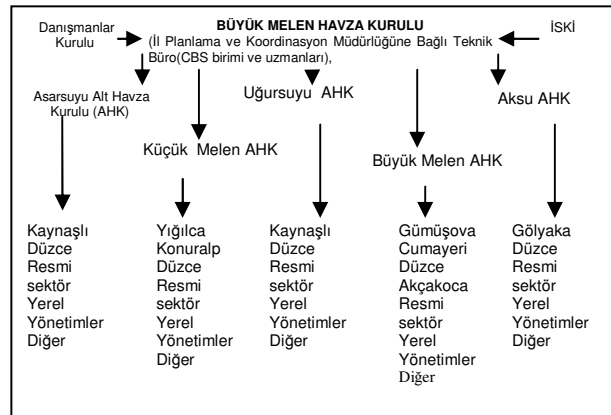 Danışmanlar
Kurulu
BÜYÜK MELEN HAVZA KURULU
(İl Planlama ve Koordinasyon Müdürlüğüne Bağlı Teknik
Büro(CBS birimi ve uzmanları),
İSKİ
Asarsuyu Alt Havza
Kurulu (AHK)
Uğursuyu AHK
Aksu AHK
Küçük Melen AHK
Büyük Melen AHK
Kaynaşlı
Düzce
Resmi
sektör
Yerel
Yönetimler
Diğer
Yığılca
Konuralp
Düzce
Resmi
sektör
Yerel
Yönetimler
Diğer
Kaynaşlı
Düzce
Resmi
sektör
Yerel
Yönetimler
Diğer
Gümüşova
Cumayeri
Düzce
Akçakoca
Resmi
sektör
Yerel
Yönetimler
Diğer
Gölyaka
Düzce
Resmi
sektör
Yerel
Yönetimler
Diğer